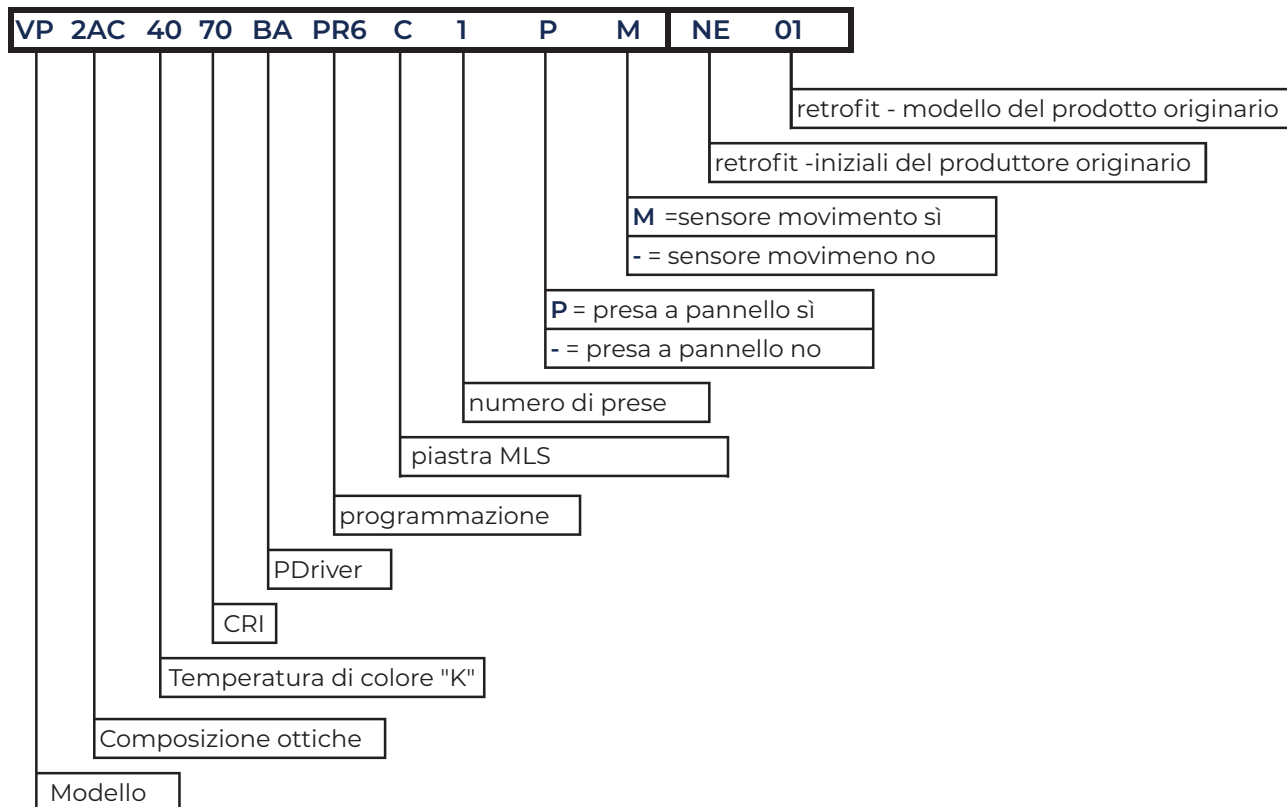 VP 2AC 40 70 BA PR6 C 1 P M NE 01
retrofit - modello del prodotto originario
retrofit -iniziali del produttore originario
M =sensore movimento sì
- = sensore movimeno no
P = presa a pannello sì
- = presa a pannello no
numero di prese
piastra MLS
programmazione
PDriver
CRI
Temperatura di colore "K"
Composizione ottiche
Modello